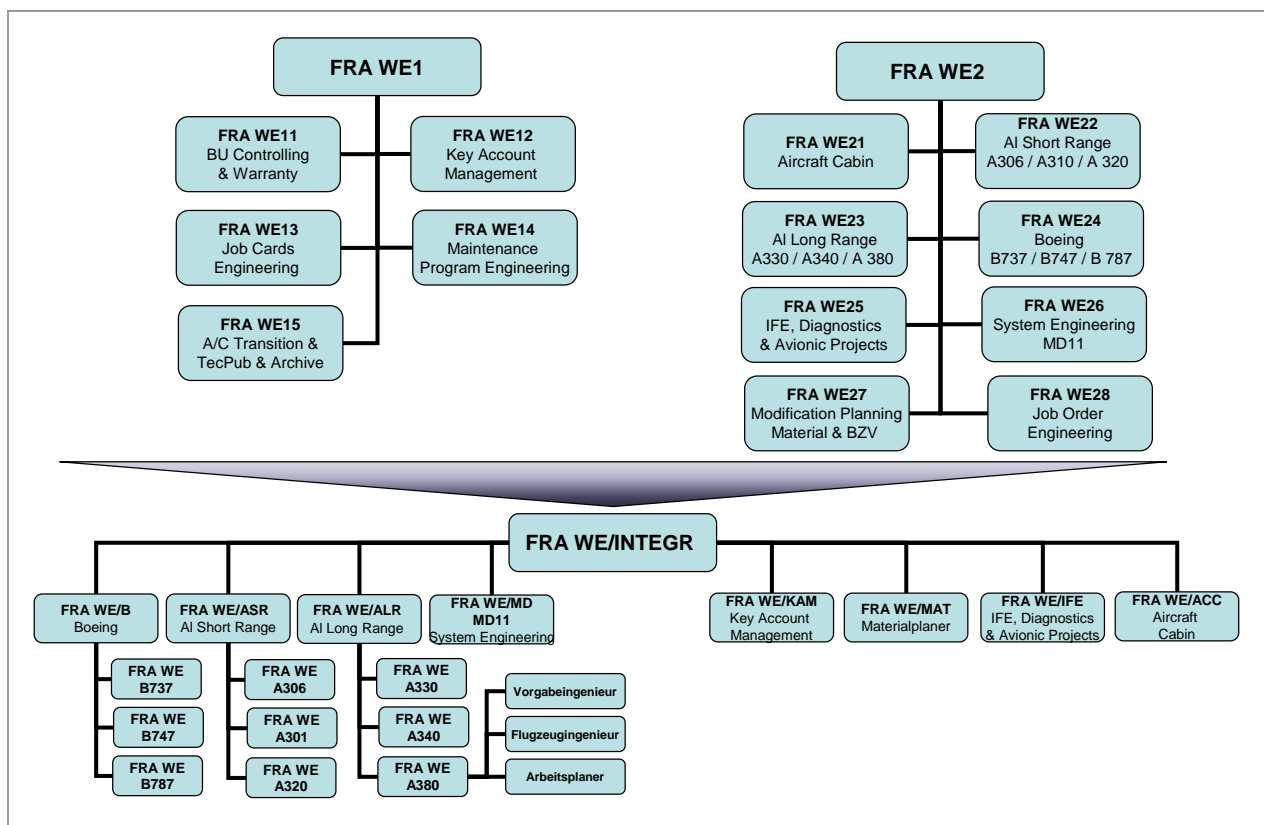 FRA WE1
FRA WE11
BU Controlling
& Warranty
FRA WE12
Key Account
Management
FRA WE13
Job Cards
Engineering
FRA WE14
Maintenance
Program Engineering
FRA WE15
A/C Transition &
TecPub & Archive
FRA WE2
FRA WE21
Aircraft Cabin
FRA WE22
AI Short Range
A306 / A310 / A 320
FRA WE23
AI Long Range
A330 / A340 / A 380
FRA WE24
Boeing
B737 / B747 / B 787
FRA WE25
IFE, Diagnostics
& Avionic Projects
FRA WE26
System Engineering
MD11
FRA WE27
Modification Planning
Material & BZV
FRA WE28
Job Order
Engineering
FRA WE/INTEGR
FRA WE/B
Boeing
FRA WE/ASR
AI Short Range
FRA WE/ALR
AI Long Range
FRA WE/MD
MD11
System Engineering
FRA WE/KAM
Key Account
Management
FRA WE/MAT
Materialplaner
FRA WE/IFE
IFE, Diagnostics
& Avionic Projects
FRA WE/ACC
Aircraft
Cabin
FRA WE
B737
FRA WE
B747
FRA WE
B787
FRA WE
A306
FRA WE
A301
FRA WE
A320
FRA WE
A330
FRA WE
A340
FRA WE
A380
Vorgabeingenieur
Flugzeugingenieur
Arbeitsplaner